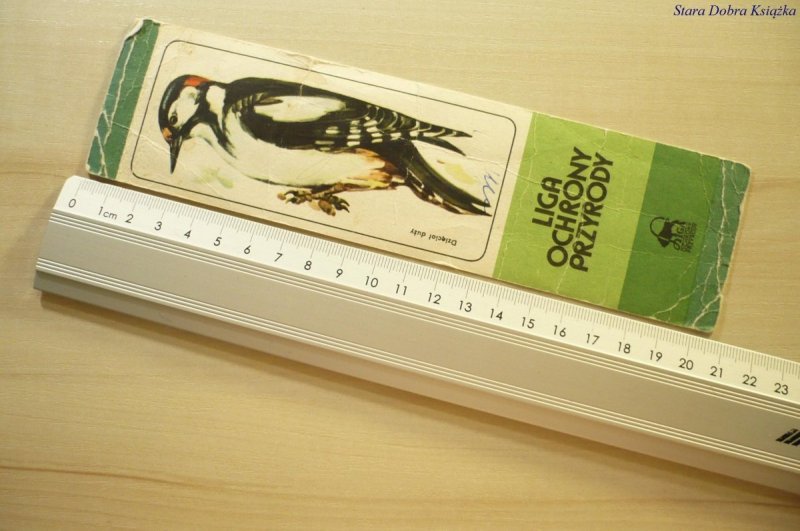 Stara Dobra Książka
Dzięcioł duży
LIGA
OCHRONY
PRZYRODY
0 1cm 2 3 4 5 6 7 8 9 10 11 12 13 14 15 16 17 18 19 20 21 22 23